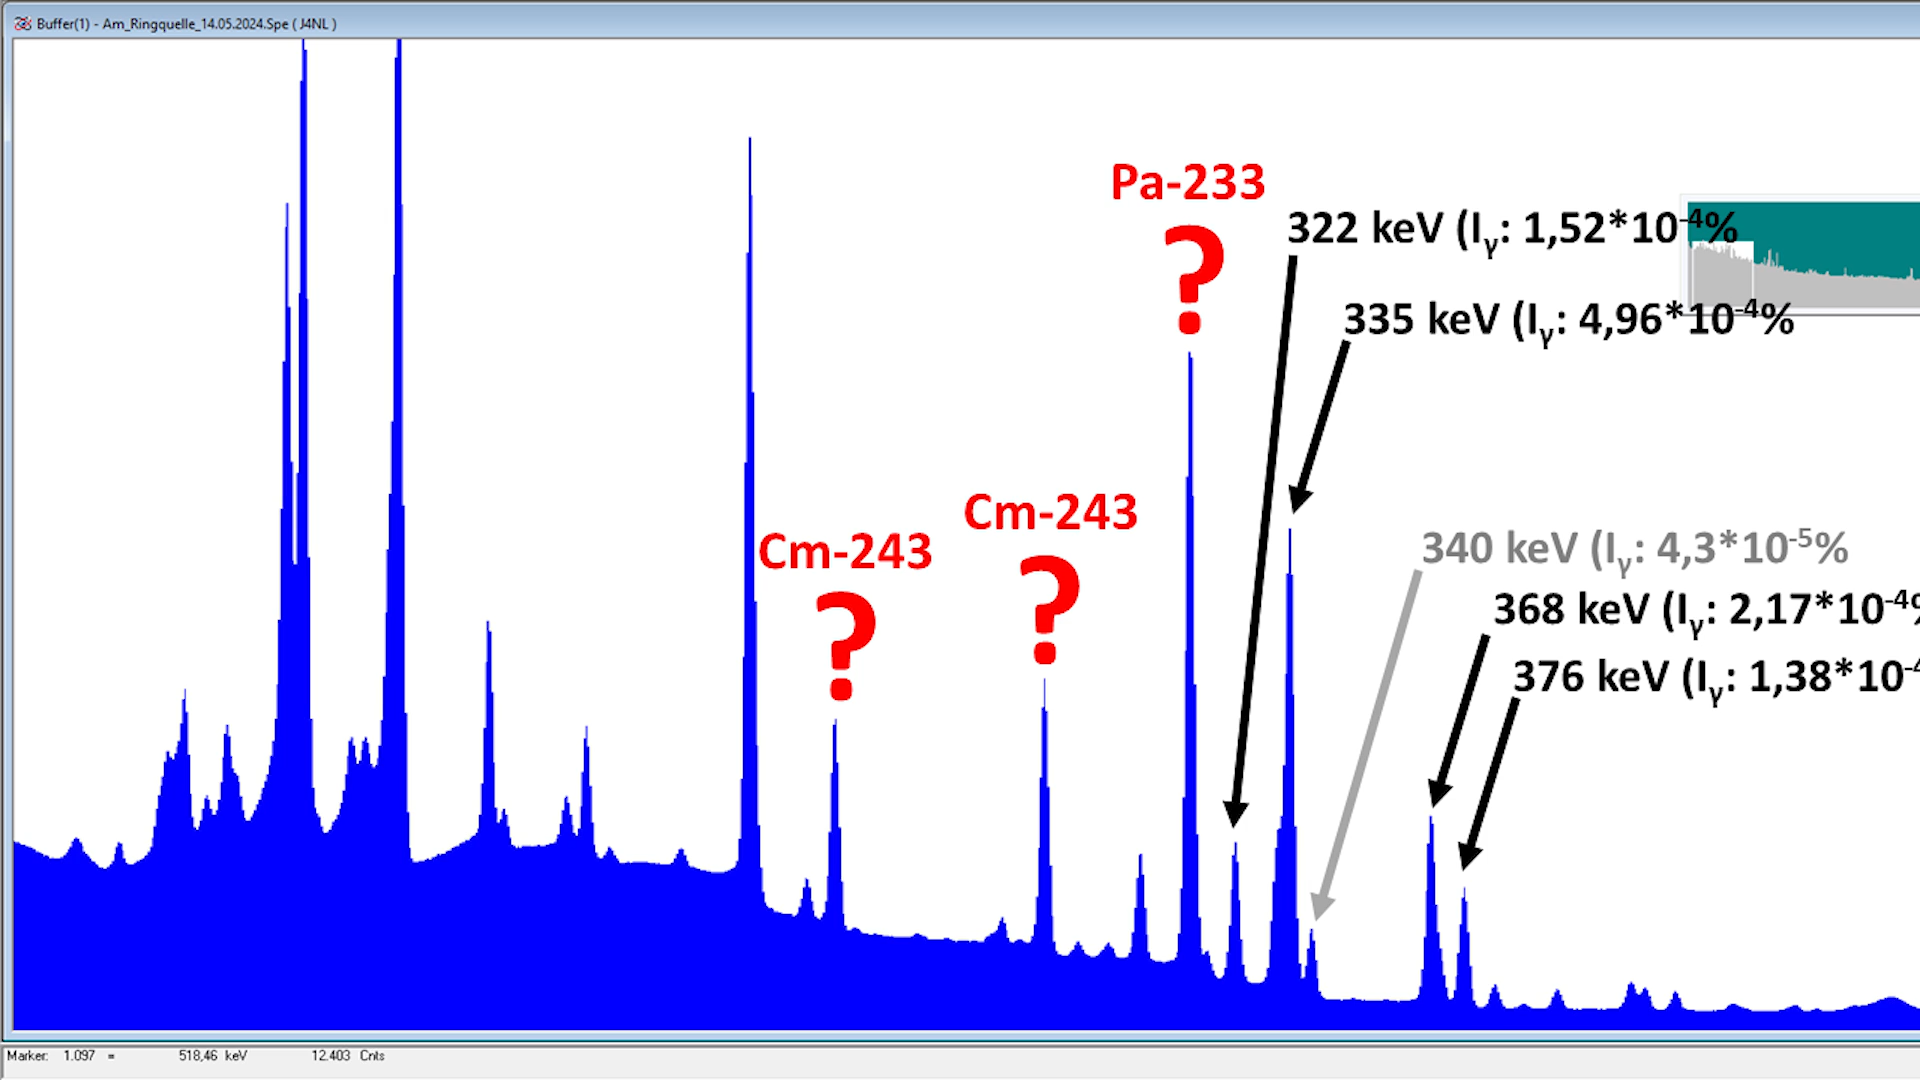 Buffer(1) - Am_Ringquelle_14.05.2024.Spe ( J4NL )
Pa-233
?
322 keV (Iγ: 1,52*10-4%
335 keV (Iγ: 4,96*10-4%
Cm-243
?
Cm-243
?
340 keV (Iγ: 4,3*10-5%
368 keV (Iγ: 2,17*10-4%
376 keV (Iγ: 1,38*10-4
Marker: 1.097 = 518,46 keV 12.403 Cnts